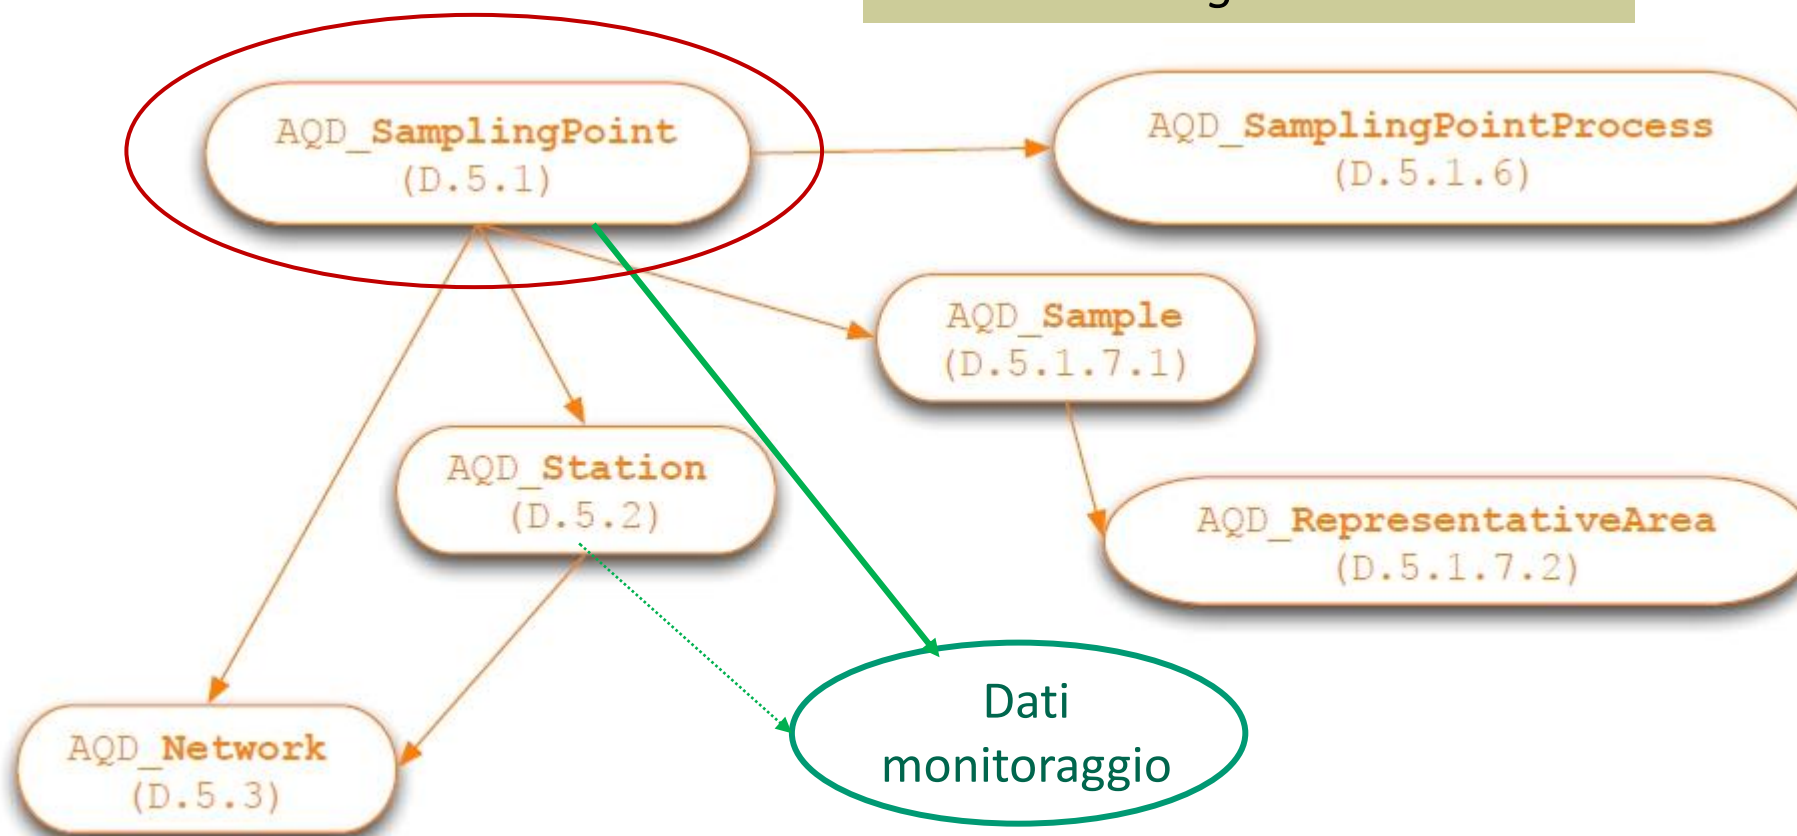 AQD_SamplingPoint
(D.5.1)
AQD_SamplingPointProcess
(D.5.1.6)
AQD_Sample
(D.5.1.7.1)
AQD_Station
(D.5.2)
AQD_RepresentativeArea
(D.5.1.7.2)
Dati
monitoraggio
AQD_Network
(D.5.3)